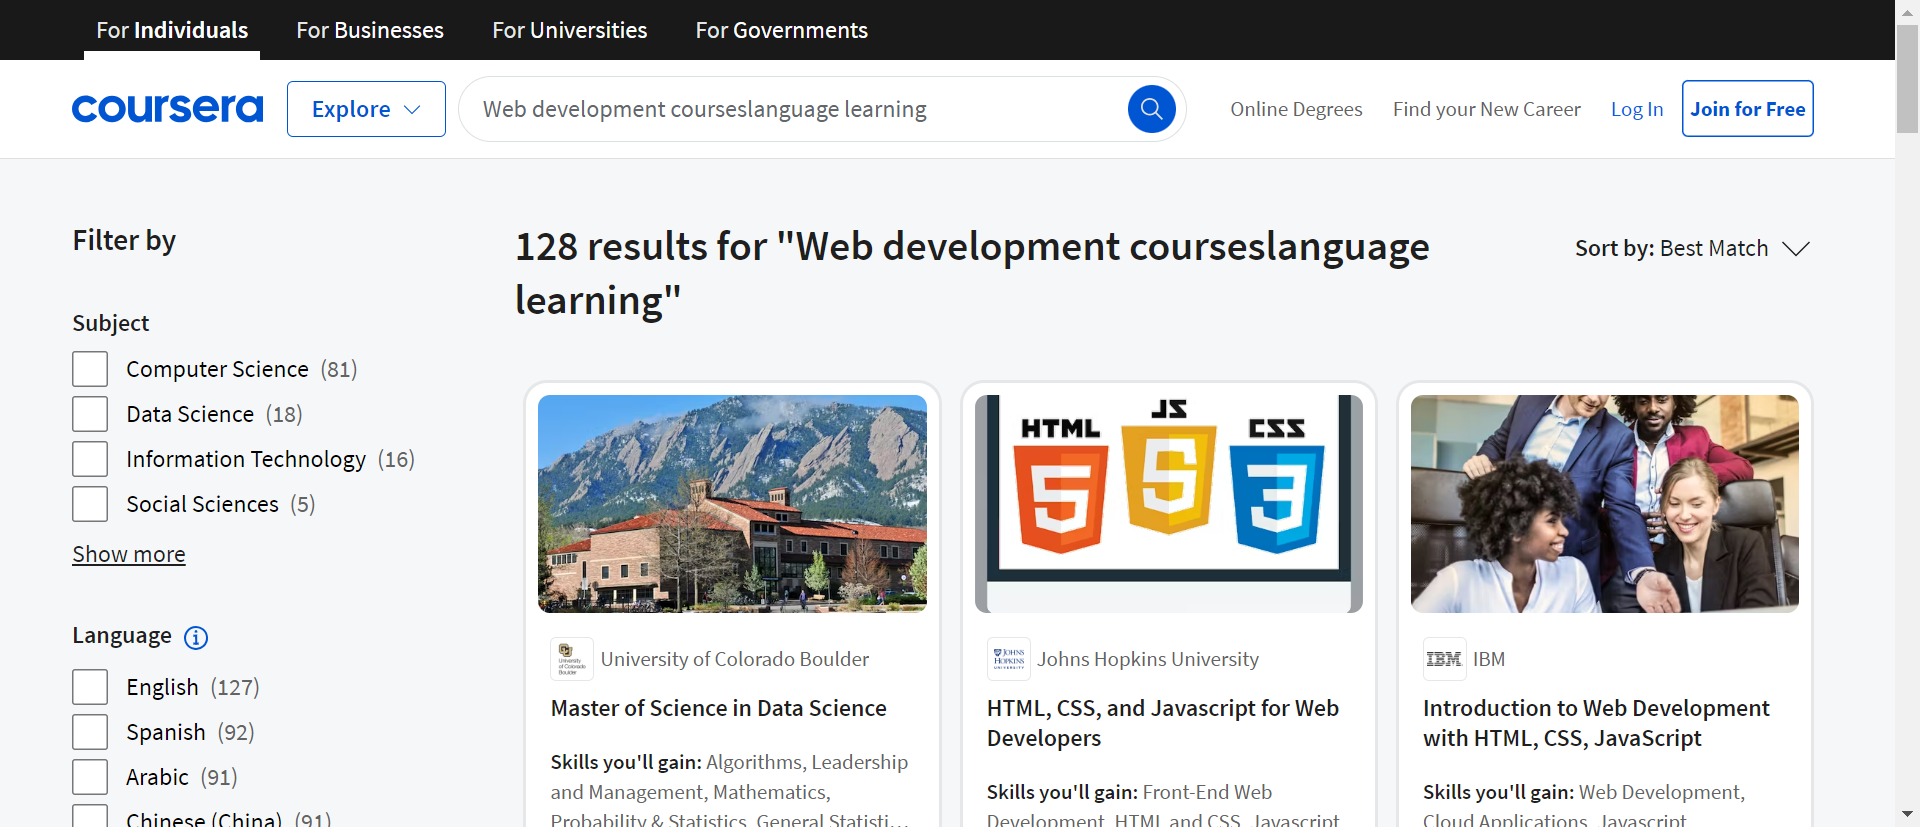 For Individuals
For Businesses
For Universities
For Governments
coursera
Explore
Web development courseslanguage learning
Online Degrees
Find your New Career
Log In
Join for Free
Filter by
Subject
Computer Science (81)
Data Science (18)
Information Technology (16)
Social Sciences (5)
Show more
Language
English (127)
Spanish (92)
Arabic (91)
Chinese (China) (91)
128 results for "Web development courseslanguage
learning"
Sort by: Best Match
University of Colorado Boulder
Master of Science in Data Science
Skills you'll gain: Algorithms, Leadership
and Management, Mathematics,
Probability & Statistics, General Statisti...
HTML
JS
CSS
5
5
3
JOHNS
HOPKINS
UNIVERSITY
Johns Hopkins University
HTML, CSS, and Javascript for Web
Developers
Skills you'll gain: Front-End Web
Development, HTML and CSS, Javascript
IBM
IBM
Introduction to Web Development
with HTML, CSS, JavaScript
Skills you'll gain: Web Development,
Cloud Applications, Javascript